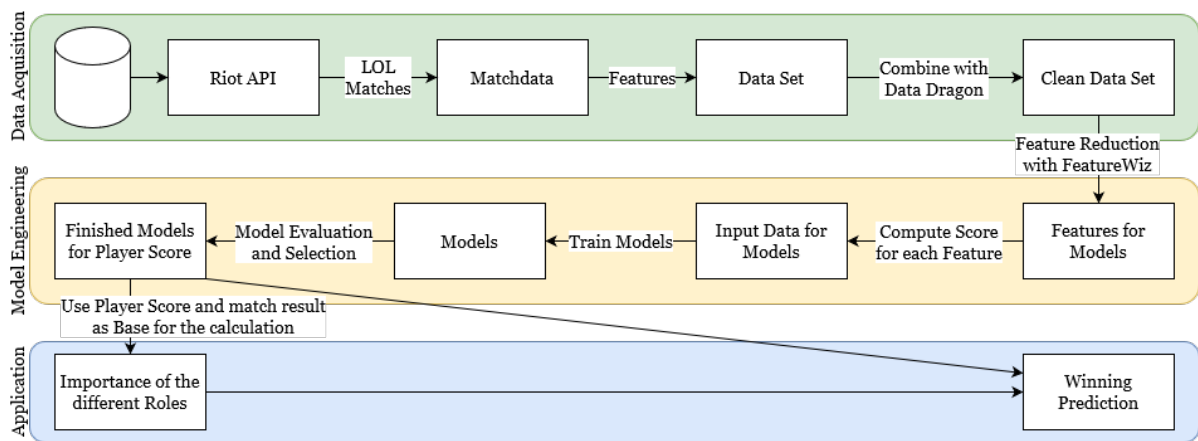 Data Acquisition
Riot API
LOL
Matches
Matchdata
Features
Data Set
Combine with
Data Dragon
Clean Data Set
Feature Reduction
with FeatureWiz
Model Engineering
Finished Models
for Player Score
Model Evaluation
and Selection
Models
Train Models
Input Data for
Models
Compute Score
for each Feature
Features for
Models
Use Player Score and match result
as Base for the calculation
Application
Importance of the
different Roles
Winning
Prediction